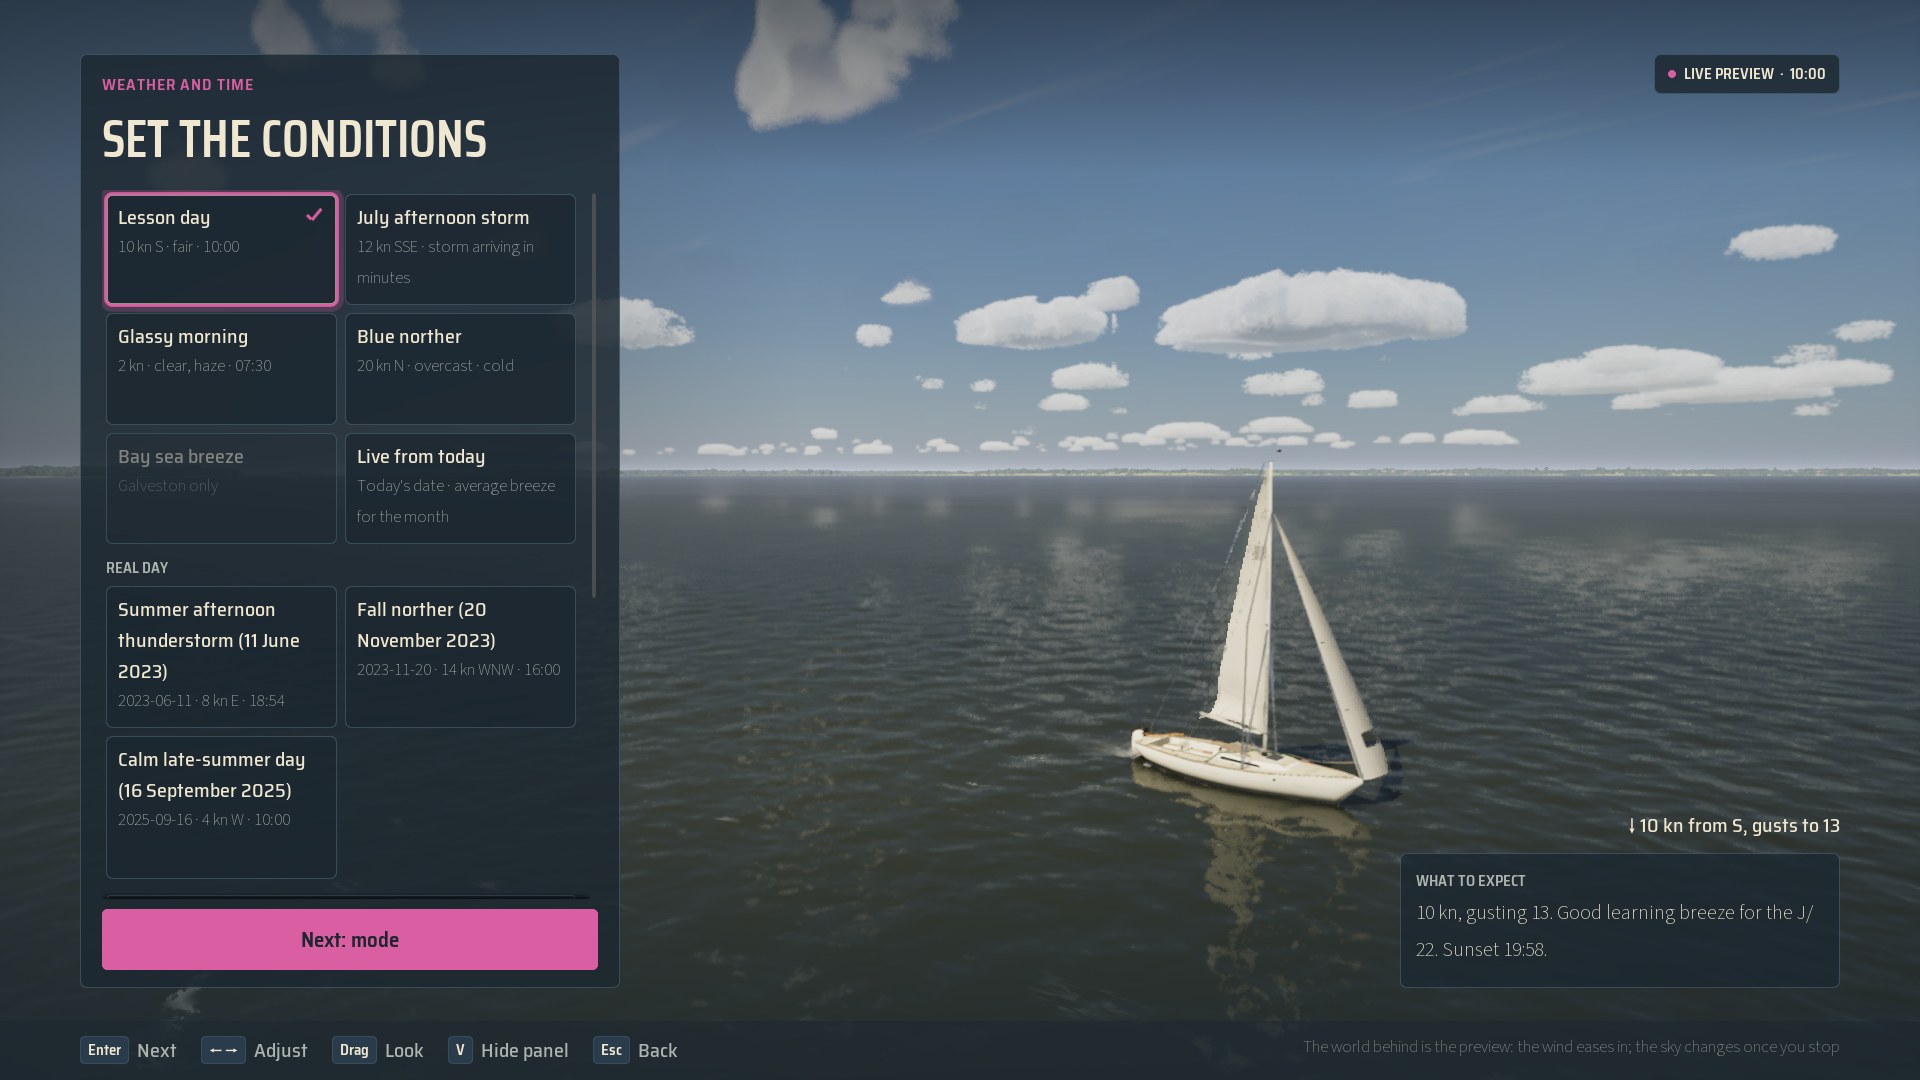 WEATHER AND TIME
SET THE CONDITIONS
LIVE PREVIEW · 10:00
Lesson day
10 kn S · fair · 10:00
July afternoon storm
12 kn SSE · storm arriving in
minutes
Glassy morning
2 kn · clear, haze · 07:30
Blue norther
20 kn N · overcast · cold
Bay sea breeze
Galveston only
Live from today
Today's date · average breeze
for the month
REAL DAY
Summer afternoon
thunderstorm (11 June
2023)
2023-06-11 · 8 kn E · 18:54
Fall norther (20
November 2023)
2023-11-20 · 14 kn WNW · 16:00
Calm late-summer day
(16 September 2025)
2025-09-16 · 4 kn W · 10:00
Next: mode
↓ 10 kn from S, gusts to 13
WHAT TO EXPECT
10 kn, gusting 13. Good learning breeze for the J/
22. Sunset 19:58.
Enter Next ←→ Adjust Drag Look V Hide panel Esc Back
The world behind is the preview: the wind eases in; the sky changes once you stop